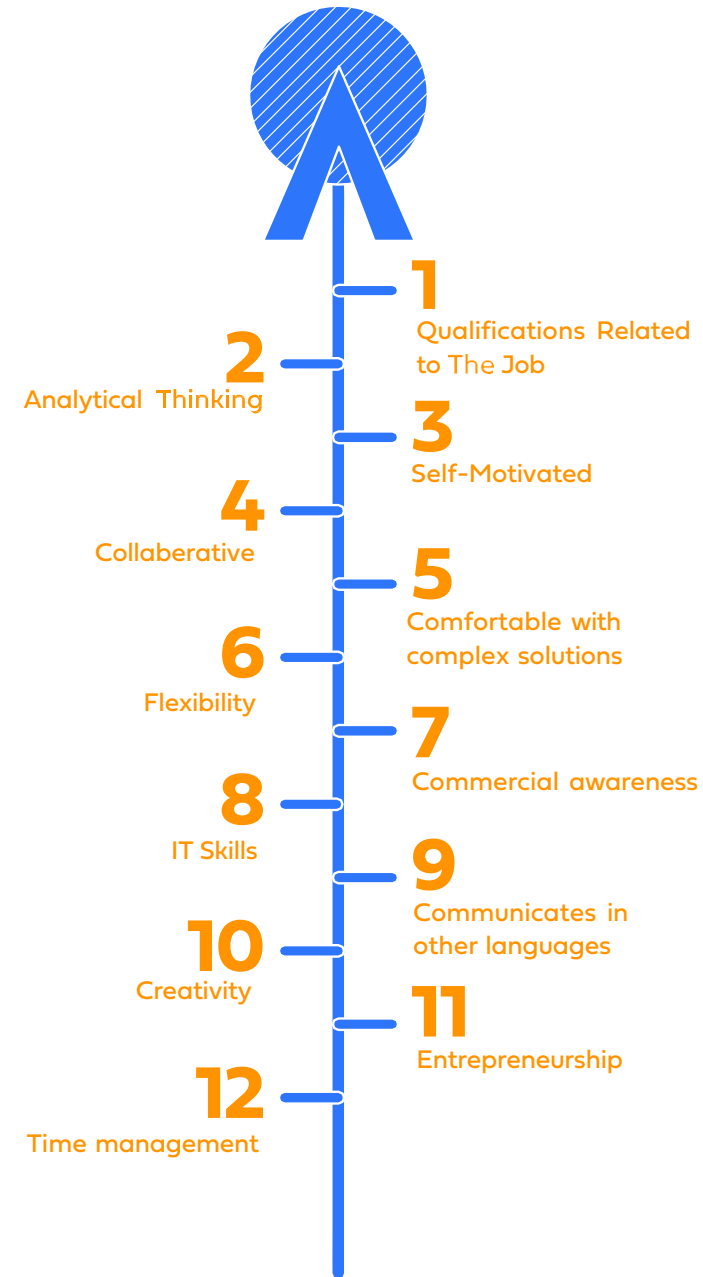 1
Qualifications Related
to The Job
2
Analytical Thinking
3
Self-Motivated
4
Collaberative
5
Comfortable with
complex solutions
6
Flexibility
7
Commercial awareness
8
IT Skills
9
Communicates in
other languages
10
Creativity
11
Entrepreneurship
12
Time management